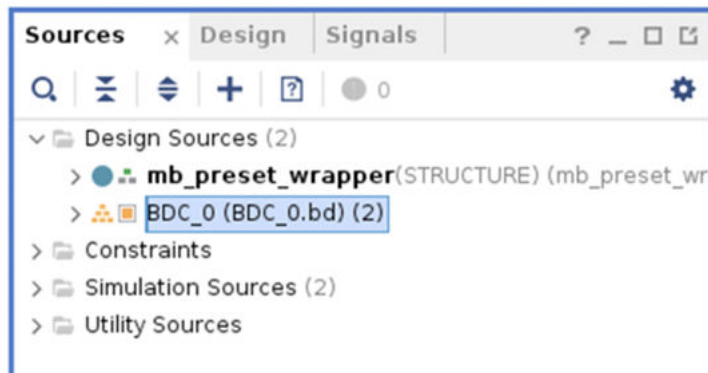 Sources × Design Signals ? _
0
Design Sources (2)
mb_preset_wrapper(STRUCTURE) (mb_preset_wr
BDC_0 (BDC_0.bd) (2)
Constraints
Simulation Sources (2)
Utility Sources